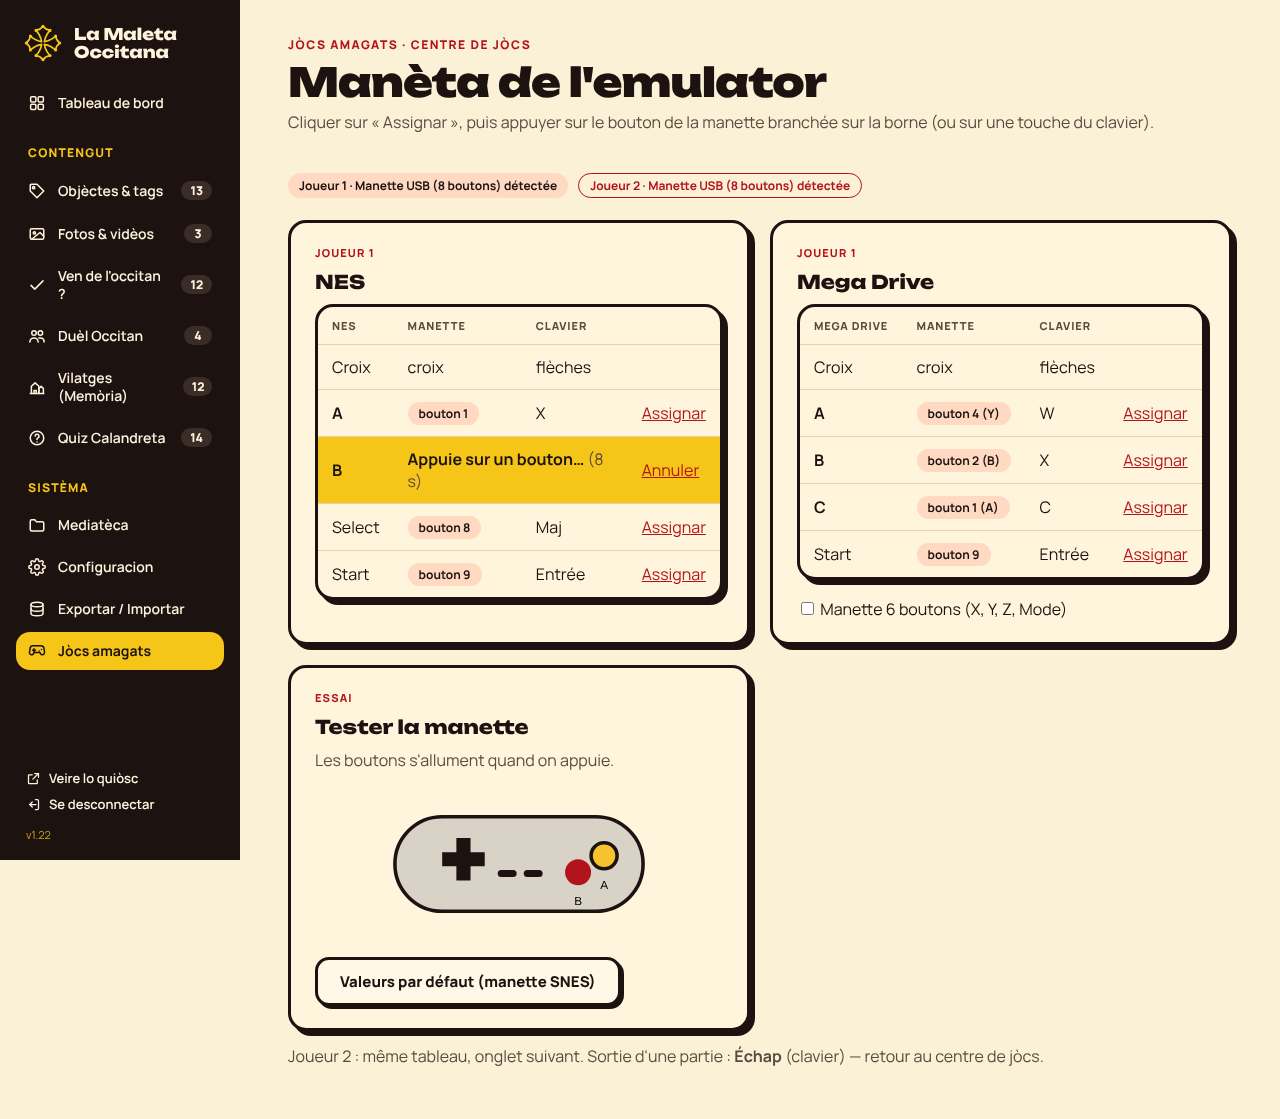 La Maleta
Occitana
Tableau de bord
CONTENGUT
Objèctes & tags 13
Fotos & vidèos 3
Ven de l'occitan
? 12
Duèl Occitan 4
Vilatges
(Memòria) 12
Quiz Calandreta 14
SISTÈMA
Mediatèca
Configuracion
Exportar / Importar
Jòcs amagats
Veire lo quiòsc
Se desconnectar
v1.22
JÒCS AMAGATS · CENTRE DE JÒCS
Manèta de l'emulator
Cliquer sur « Assignar », puis appuyer sur le bouton de la manette branchée sur la borne (ou sur une touche du clavier).
Joueur 1 · Manette USB (8 boutons) détectée
Joueur 2 · Manette USB (8 boutons) détectée
JOUEUR 1
NES
NES MANETTE CLAVIER
Croix croix flèches
A bouton 1 X Assignar
B Appuie sur un bouton... (8
s) Annuler
Select bouton 8 Maj Assignar
Start bouton 9 Entrée Assignar
JOUEUR 1
Mega Drive
MEGA DRIVE MANETTE CLAVIER
Croix croix flèches
A bouton 4 (Y) W Assignar
B bouton 2 (B) X Assignar
C bouton 1 (A) C Assignar
Start bouton 9 Entrée Assignar
Manette 6 boutons (X, Y, Z, Mode)
ESSAI
Tester la manette
Les boutons s'allument quand on appuie.
A
B
Valeurs par défaut (manette SNES)
Joueur 2 : même tableau, onglet suivant. Sortie d'une partie : Échap (clavier) — retour au centre de jòcs.